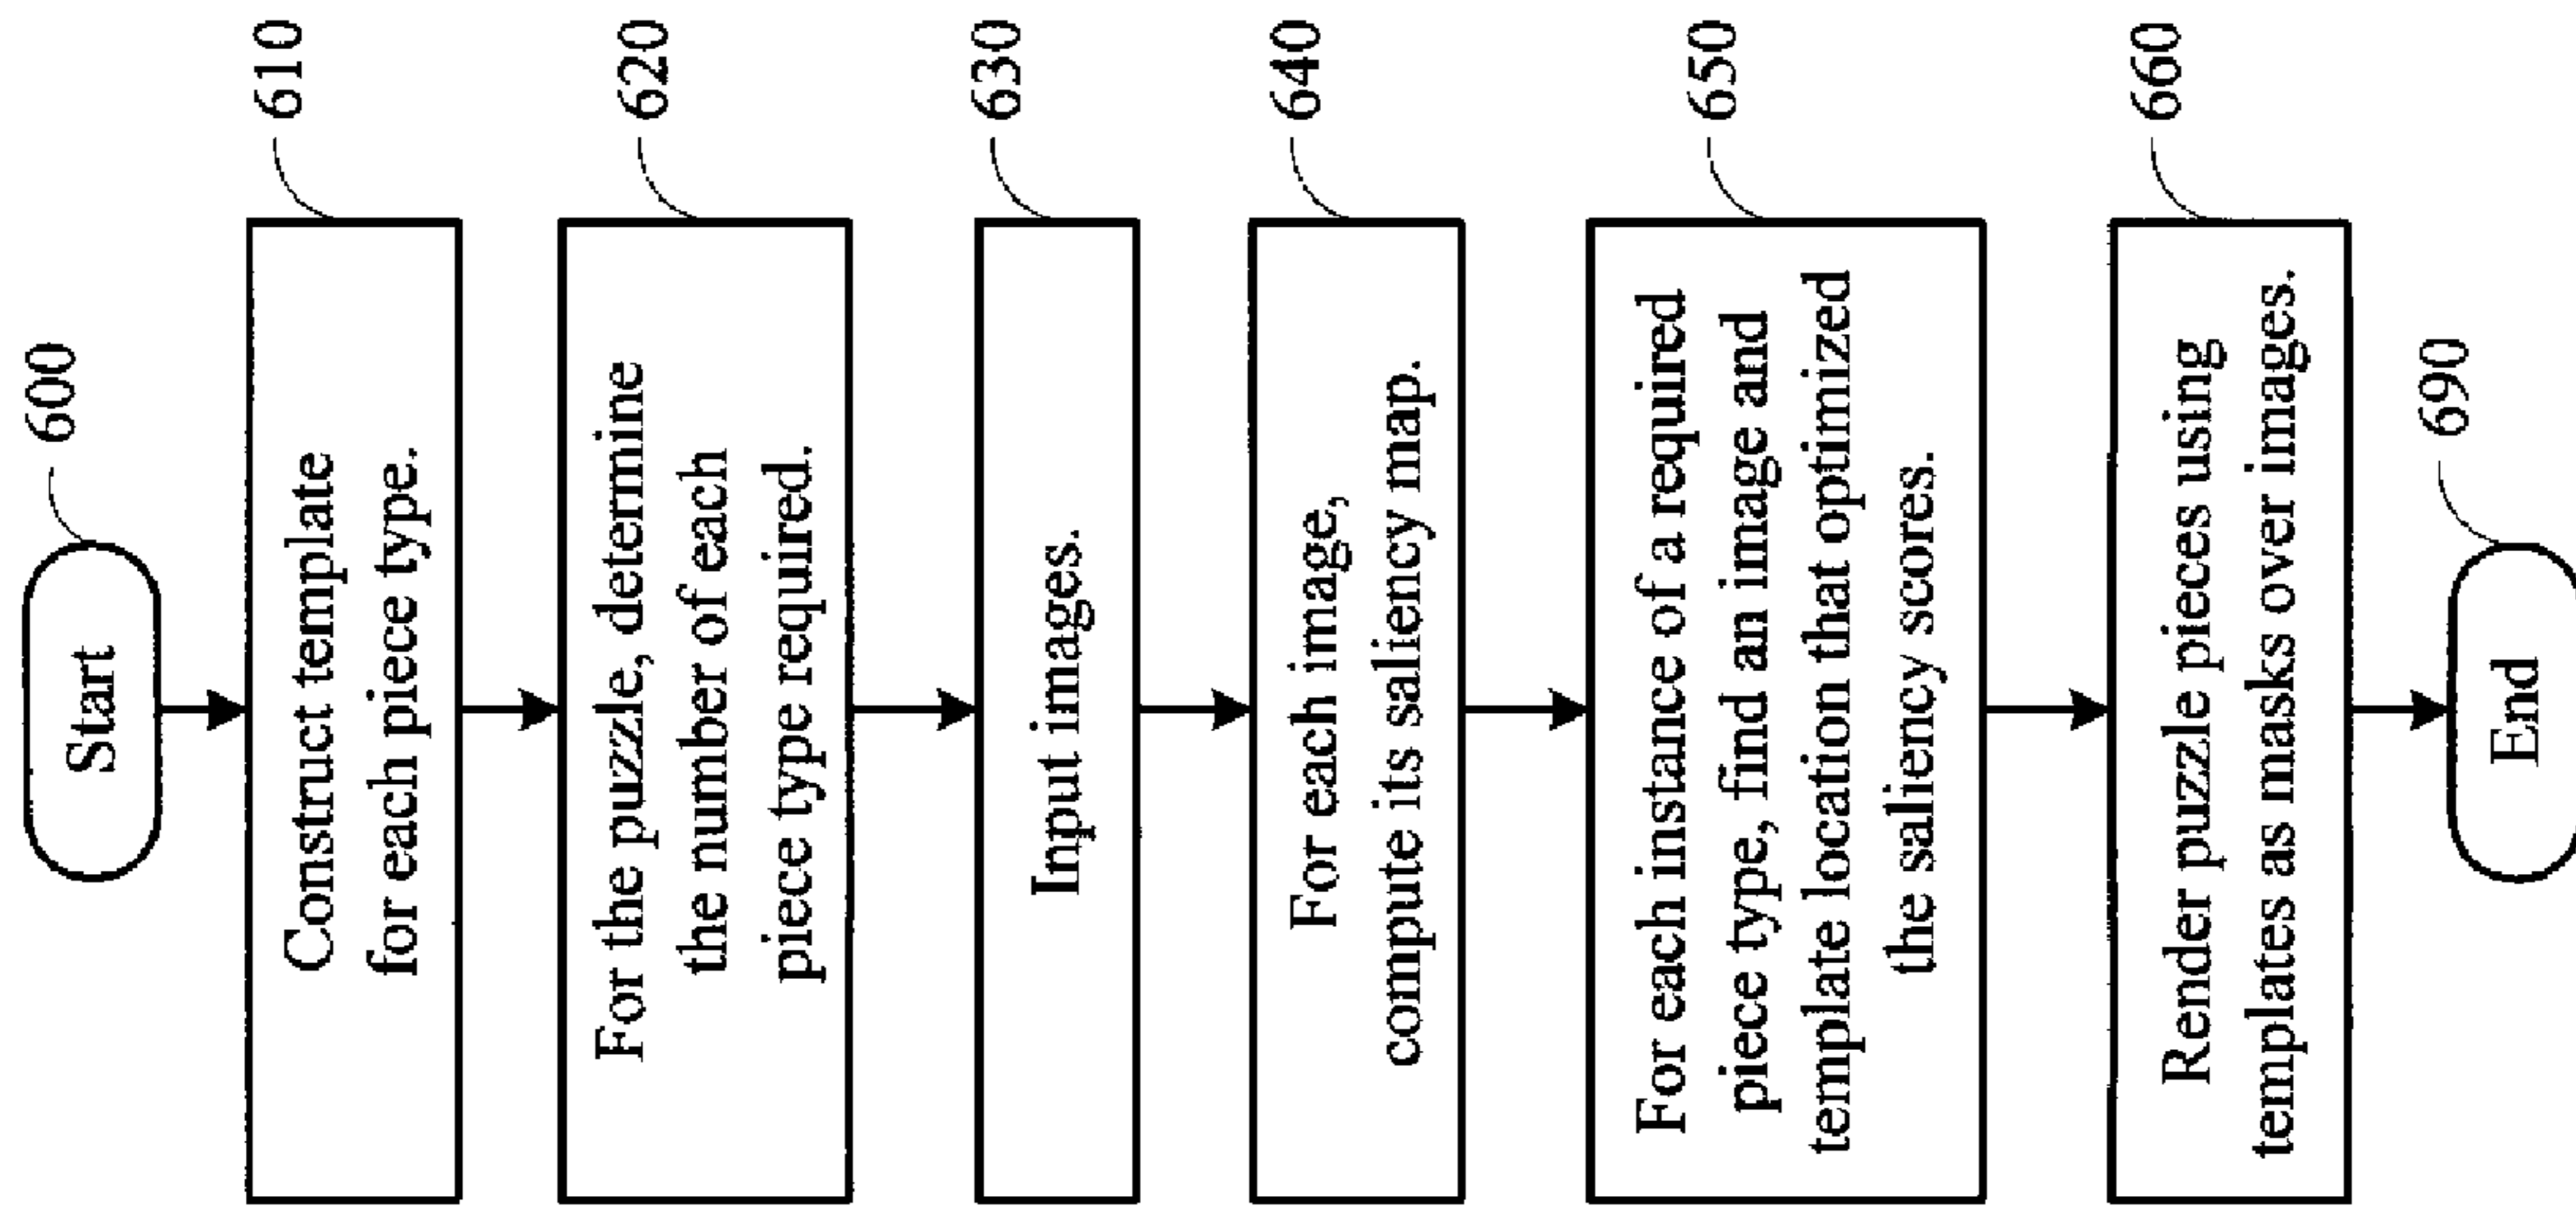 Start
600
Construct template
for each piece type.
610
For the puzzle, determine
the number of each
piece type required.
620
Input images.
630
For each image,
compute its saliency map.
640
For each instance of a required
piece type, find an image and
template location that optimized
the saliency scores.
650
Render puzzle pieces using
templates as masks over images.
660
End
690